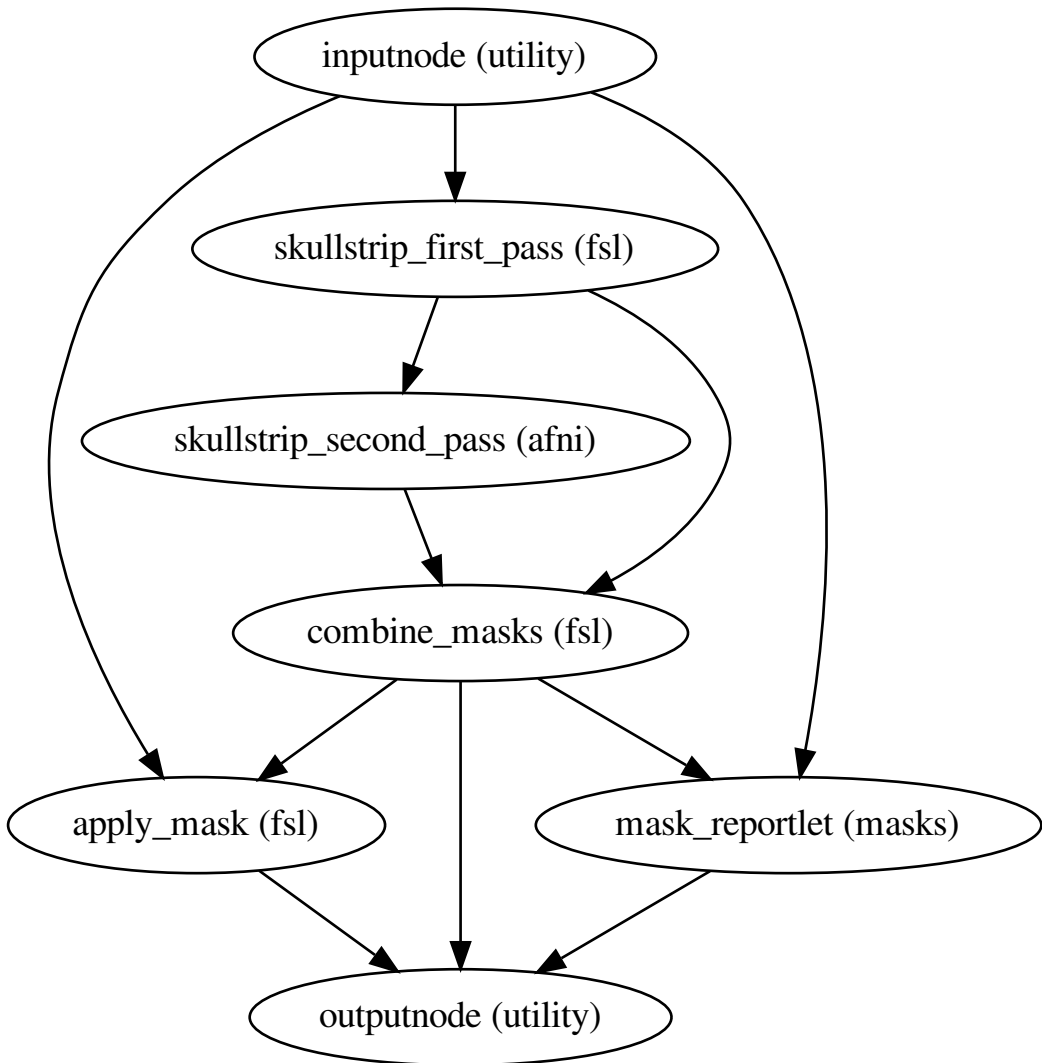 inputnode (utility)
skullstrip_first_pass (fsl)
skullstrip_second_pass (afni)
combine_masks (fsl)
apply_mask (fsl)
mask_reportlet (masks)
outputnode (utility)